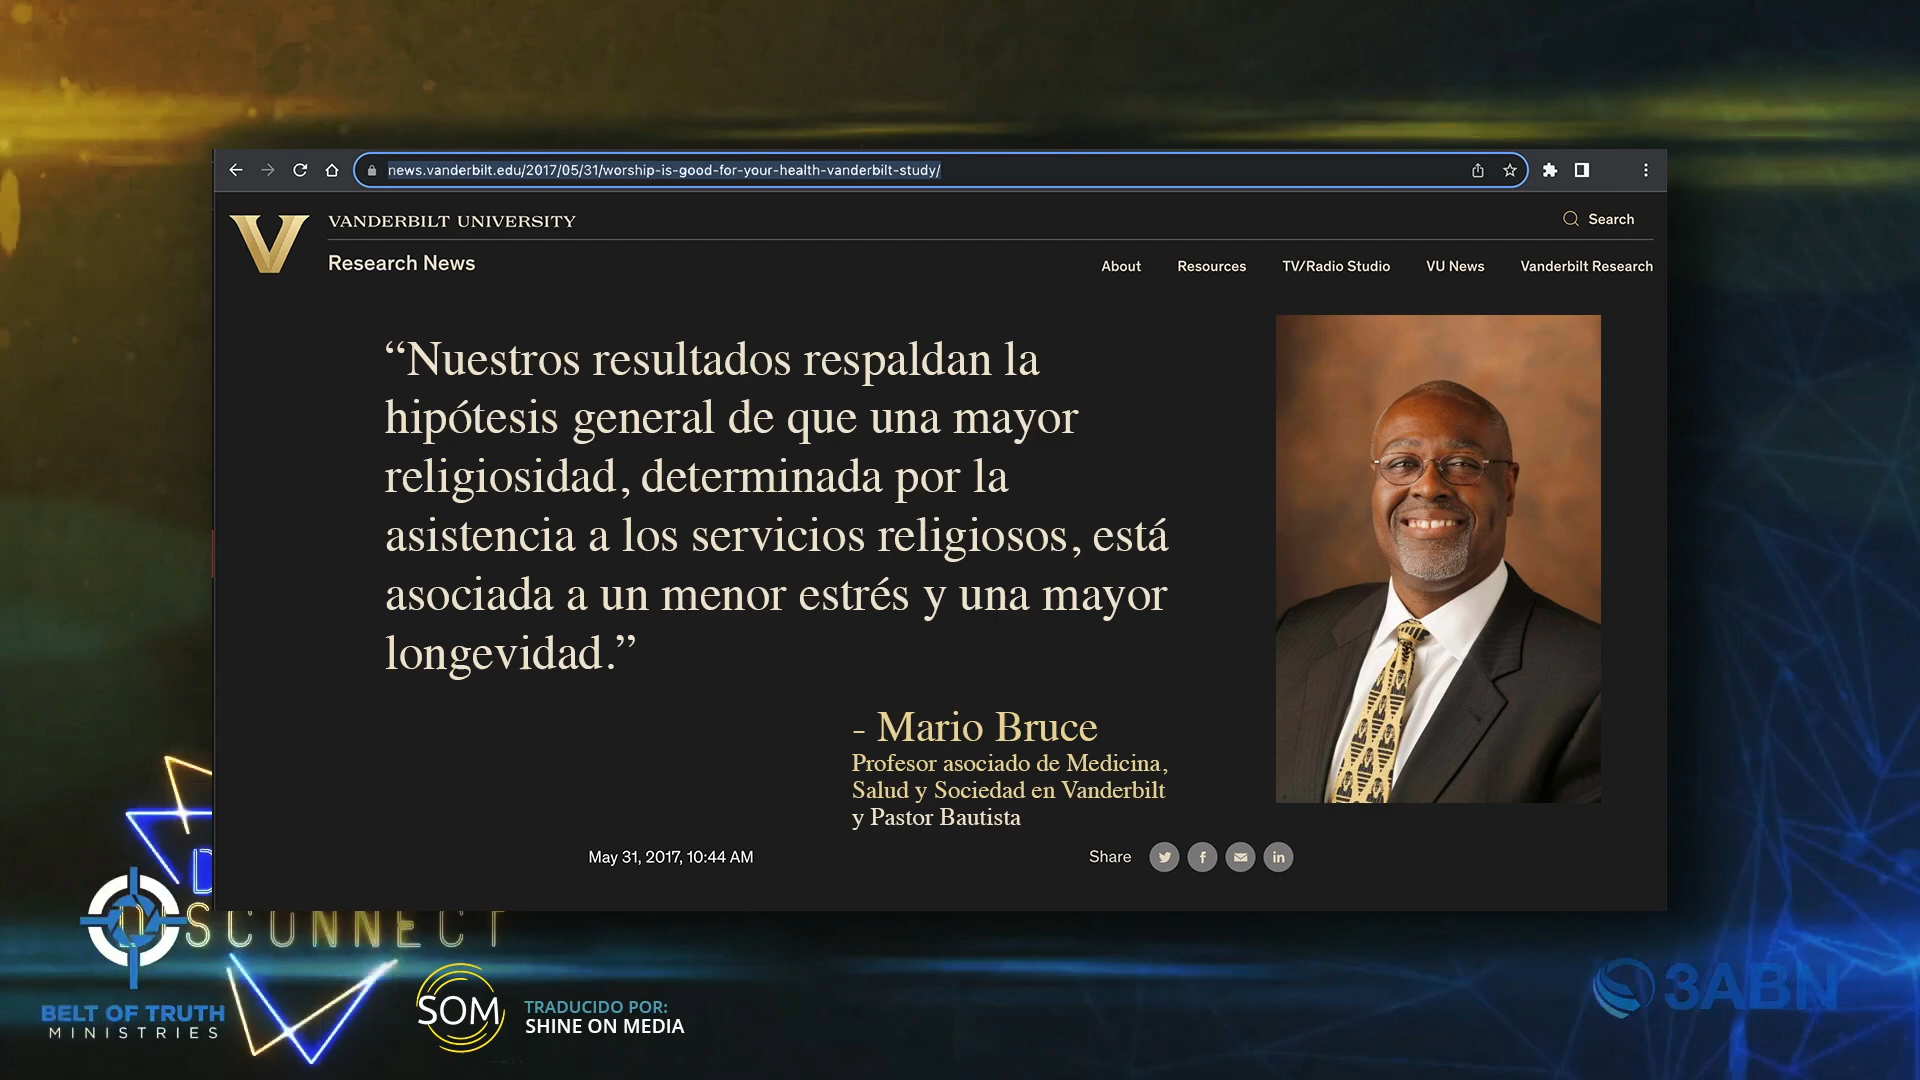 news.vanderbilt.edu/2017/05/31/worship-is-good-for-your-health-vanderbilt-study/
VANDERBILT UNIVERSITY
Search
Research News
About Resources TV/Radio Studio VU News Vanderbilt Research
“Nuestros resultados respaldan la
hipótesis general de que una mayor
religiosidad, determinada por la
asistencia a los servicios religiosos, está
asociada a un menor estrés y una mayor
longevidad.”
- Mario Bruce
Profesor asociado de Medicina,
Salud y Sociedad en Vanderbilt
y Pastor Bautista
May 31, 2017, 10:44 AM
Share
DISCONNECT
BELT OF TRUTH
MINISTRIES
SOM
TRADUCIDO POR:
SHINE ON MEDIA
3ABN